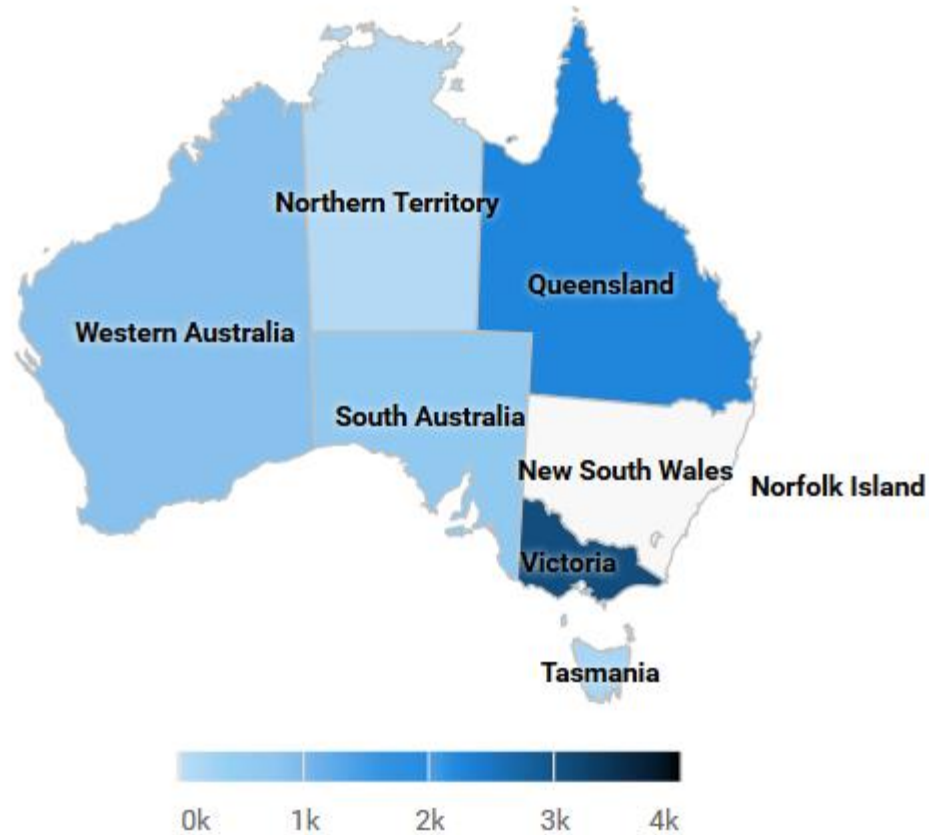 Northern Territory
Queensland
Western Australia
South Australia
New South Wales
Norfolk Island
Victoria
Tasmania
0k 1k 2k 3k 4k